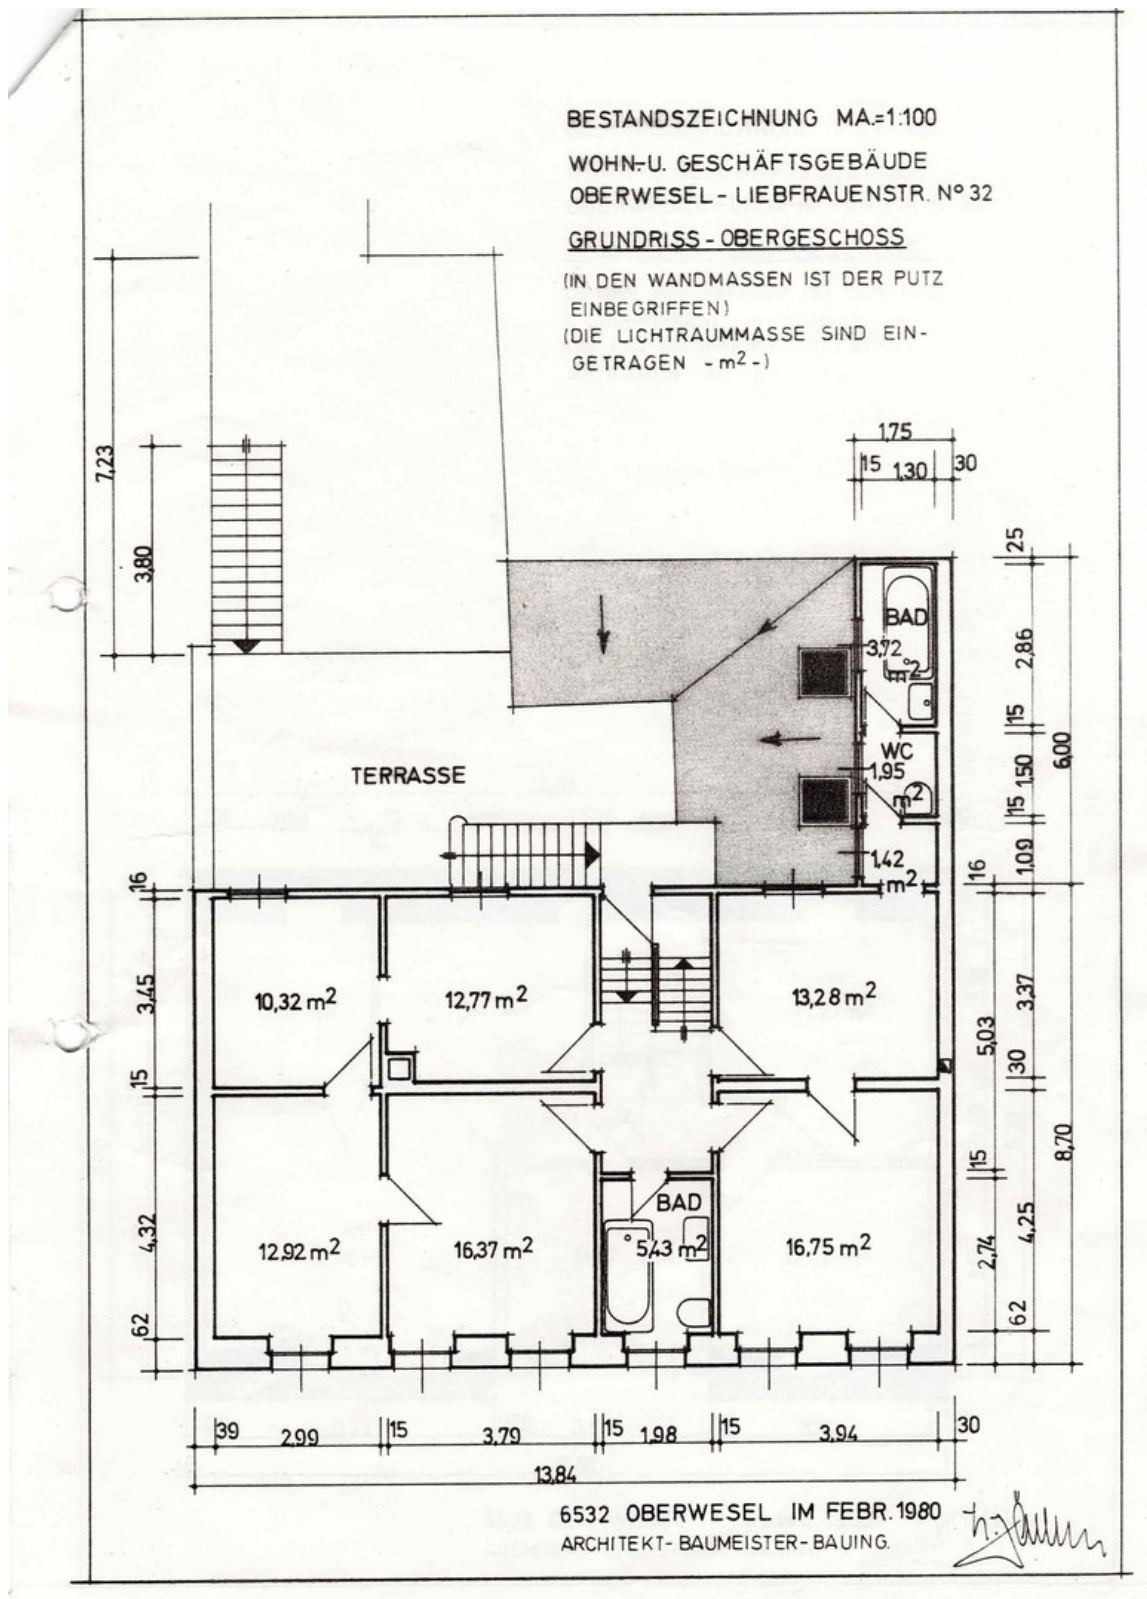 BESTANDSZEICHNUNG MA.=1:100
WOHN-U. GESCHÄFTSGEBÄUDE
OBERWESEL - LIEBFRAUENSTR. N° 32
GRUNDRISS - OBERGESCHOSS
(IN DEN WANDMASSEN IST DER PUTZ
EINBEGRIFFEN)
(DIE LICHTRAUMMASSE SIND EIN-
GETRAGEN - m² -)
1,75
15 1,30 30
7,23
3,80
25
2,86
15
1,50
15
1,09
6,00
BAD
3,72
m²
WC
1,95
m²
1,42
m²
TERRASSE
16
3,45
15
4,32
62
10,32 m²
12,77 m²
13,28 m²
12,92 m²
16,37 m²
BAD
5,43 m²
16,75 m²
16
5,03
15
2,74
3,37
30
4,25
62
8,70
39 2,99 15 3,79 15 1,98 15 3,94 30
13,84
6532 OBERWESEL IM FEBR. 1980
ARCHITEKT-BAUMEISTER-BAUING.